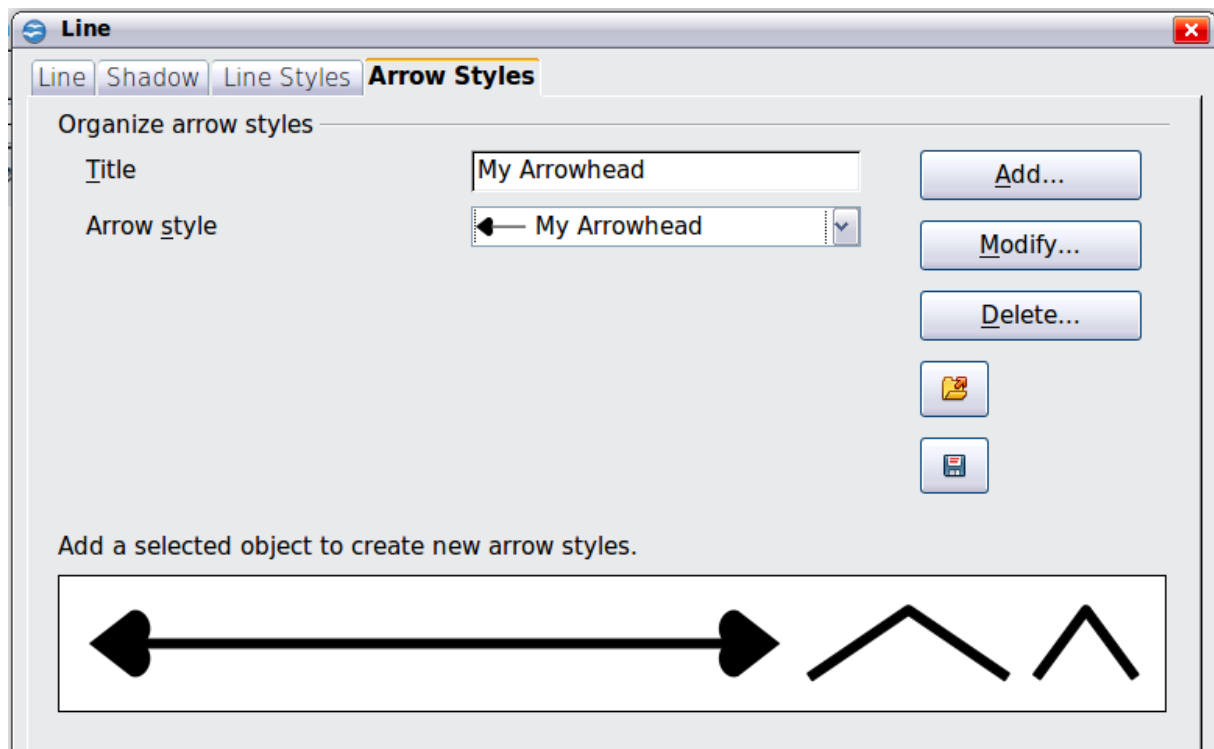 Line
Line Shadow Line Styles Arrow Styles
Organize arrow styles
Title My Arrowhead Add...
Arrow style My Arrowhead
Modify...
Delete...
Add a selected object to create new arrow styles.